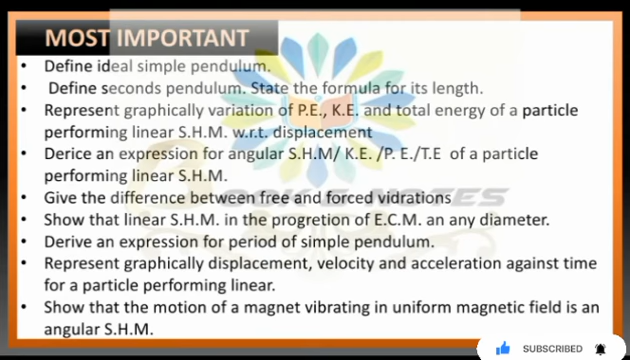 MOST IMPORTANT
• Define ideal simple pendulum.
• Define seconds pendulum. State the formula for its length.
• Represent graphically variation of P.E., K.E. and total energy of a particle
performing linear S.H.M. w.r.t. displacement
• Derice an expression for angular S.H.M/ K.E. /P. E./T.E of a particle
performing linear S.H.M.
• Give the difference between free and forced vidrations
• Show that linear S.H.M. in the progretion of E.C.M. an any diameter.
• Derive an expression for period of simple pendulum.
• Represent graphically displacement, velocity and acceleration against time
for a particle performing linear.
• Show that the motion of a magnet vibrating in uniform magnetic field is an
angular S.H.M.
SUBSCRIBED